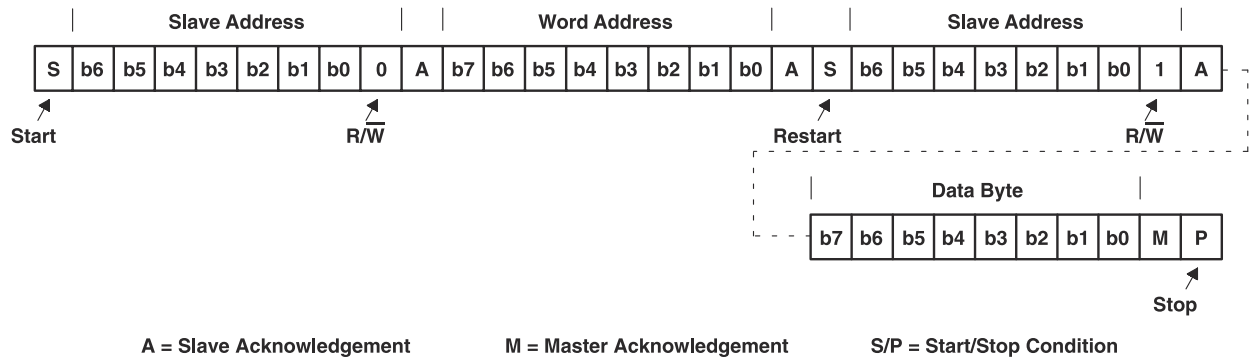 Slave Address Word Address Slave Address
S b6 b5 b4 b3 b2 b1 b0 0 A b7 b6 b5 b4 b3 b2 b1 b0 A S b6 b5 b4 b3 b2 b1 b0 1 A
Start R/W̅ Restart R/W̅
Data Byte
b7 b6 b5 b4 b3 b2 b1 b0 M P
Stop
A = Slave Acknowledgement M = Master Acknowledgement S/P = Start/Stop Condition